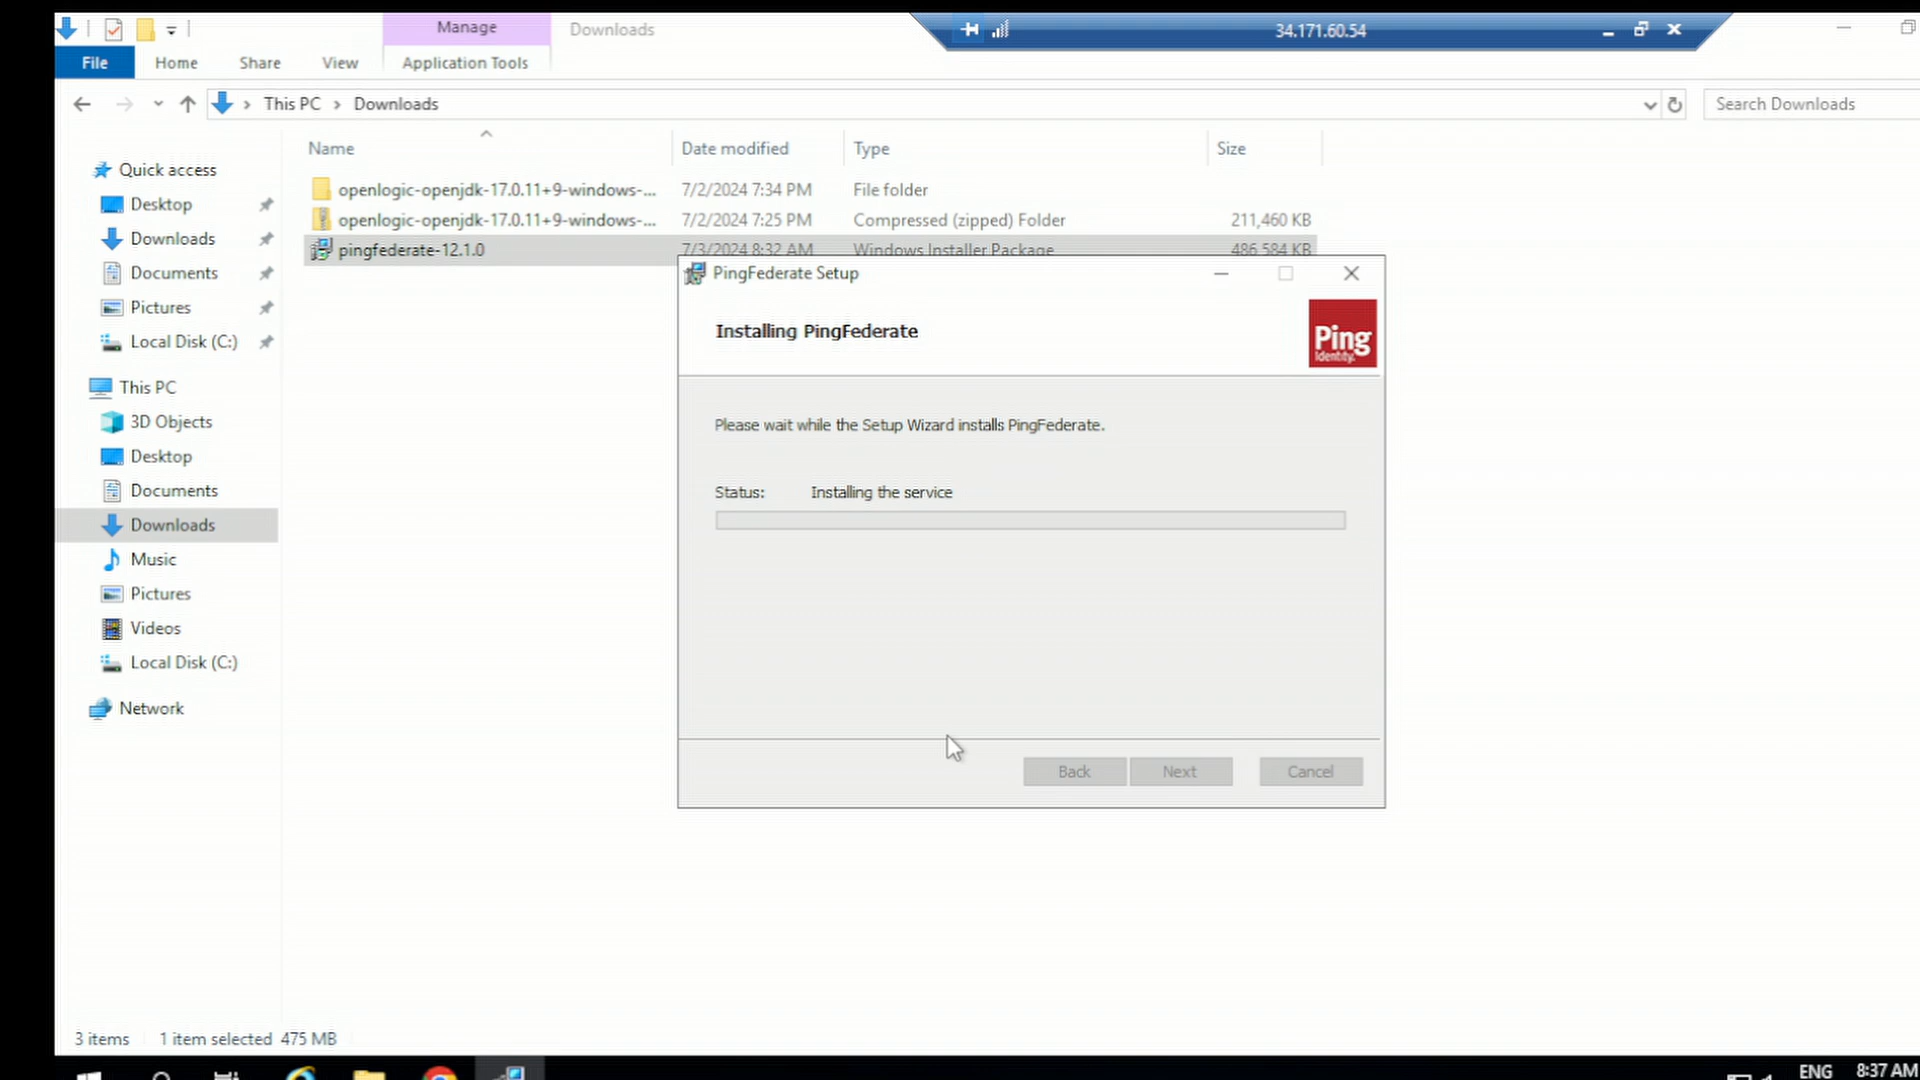 Manage
Downloads
34.171.60.54
File
Home
Share
View
Application Tools
This PC
Downloads
Search Downloads
Name
Date modified
Type
Size
Quick access
Desktop
Downloads
Documents
Pictures
Local Disk (C:)
This PC
3D Objects
Desktop
Documents
Downloads
Music
Pictures
Videos
Local Disk (C:)
Network
openlogic-openjdk-17.0.11+9-windows-...
7/2/2024 7:34 PM
File folder
openlogic-openjdk-17.0.11+9-windows-...
7/2/2024 7:25 PM
Compressed (zipped) Folder
211,460 KB
pingfederate-12.1.0
7/3/2024 8:32 AM
Windows Installer Package
486,584 KB
PingFederate Setup
Installing PingFederate
Ping
Identity.
Please wait while the Setup Wizard installs PingFederate.
Status:
Installing the service
Back
Next
Cancel
3 items
1 item selected 475 MB
ENG
8:37 AM